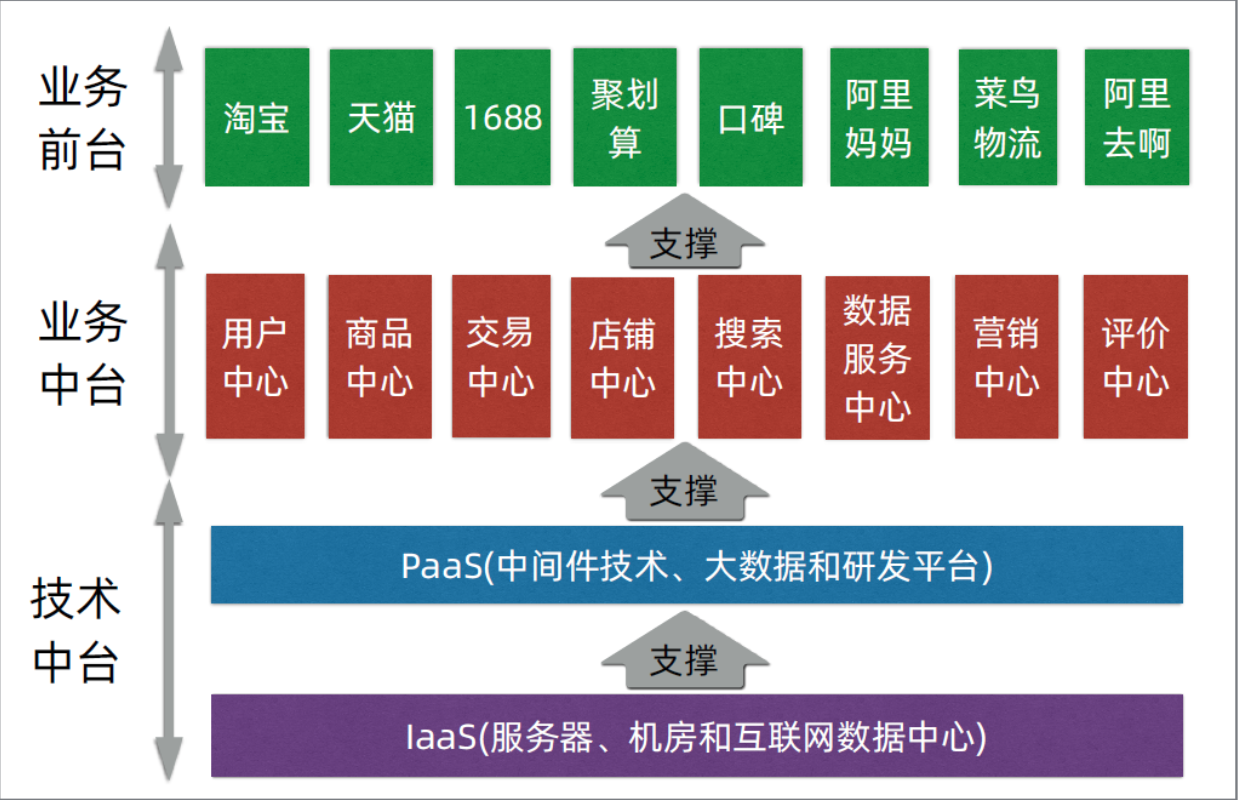 业务
前台
淘宝
天猫
1688
聚划
算
口碑
阿里
妈妈
菜鸟
物流
阿里
去啊
支撑
业务
中台
用户
中心
商品
中心
交易
中心
店铺
中心
搜索
中心
数据
服务
中心
营销
中心
评价
中心
支撑
技术
中台
PaaS(中间件技术、大数据和研发平台)
支撑
IaaS(服务器、机房和互联网数据中心)